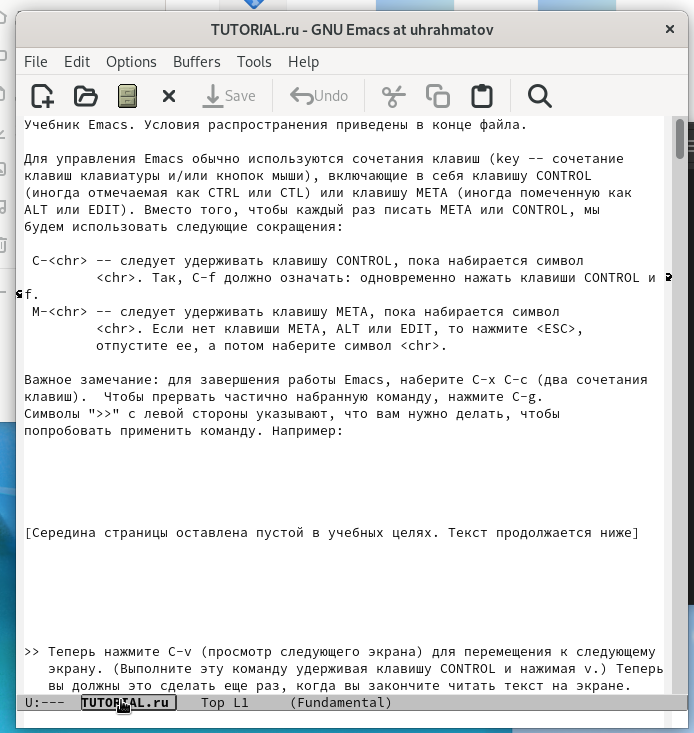 TUTORIAL.ru - GNU Emacs at uhrahmatov
File Edit Options Buffers Tools Help
Save Undo
Учебник Emacs. Условия распространения приведены в конце файла.
Для управления Emacs обычно используются сочетания клавиш (key -- сочетание
клавиш клавиатуры и/или кнопок мыши), включающие в себя клавишу CONTROL
(иногда отмечаемая как CTRL или CTL) или клавишу META (иногда помеченную как
ALT или EDIT). Вместо того, чтобы каждый раз писать META или CONTROL, мы
будем использовать следующие сокращения:
C-<chr> -- следует удерживать клавишу CONTROL, пока набирается символ
<chr>. Так, C-f должно означать: одновременно нажать клавиши CONTROL и
f.
M-<chr> -- следует удерживать клавишу META, пока набирается символ
<chr>. Если нет клавиши META, ALT или EDIT, то нажмите <ESC>,
отпустите ее, а потом наберите символ <chr>.
Важное замечание: для завершения работы Emacs, наберите C-x C-c (два сочетания
клавиш).  Чтобы прервать частично набранную команду, нажмите C-g.
Символы ">>" с левой стороны указывают, что вам нужно делать, чтобы
попробовать применить команду. Например:
[Середина страницы оставлена пустой в учебных целях. Текст продолжается ниже]
>> Теперь нажмите C-v (просмотр следующего экрана) для перемещения к следующему
экрану. (Выполните эту команду удерживая клавишу CONTROL и нажимая v.) Теперь
вы должны это сделать еще раз, когда вы закончите читать текст на экране.
U:--- TUTORIAL.ru Top L1 (Fundamental)